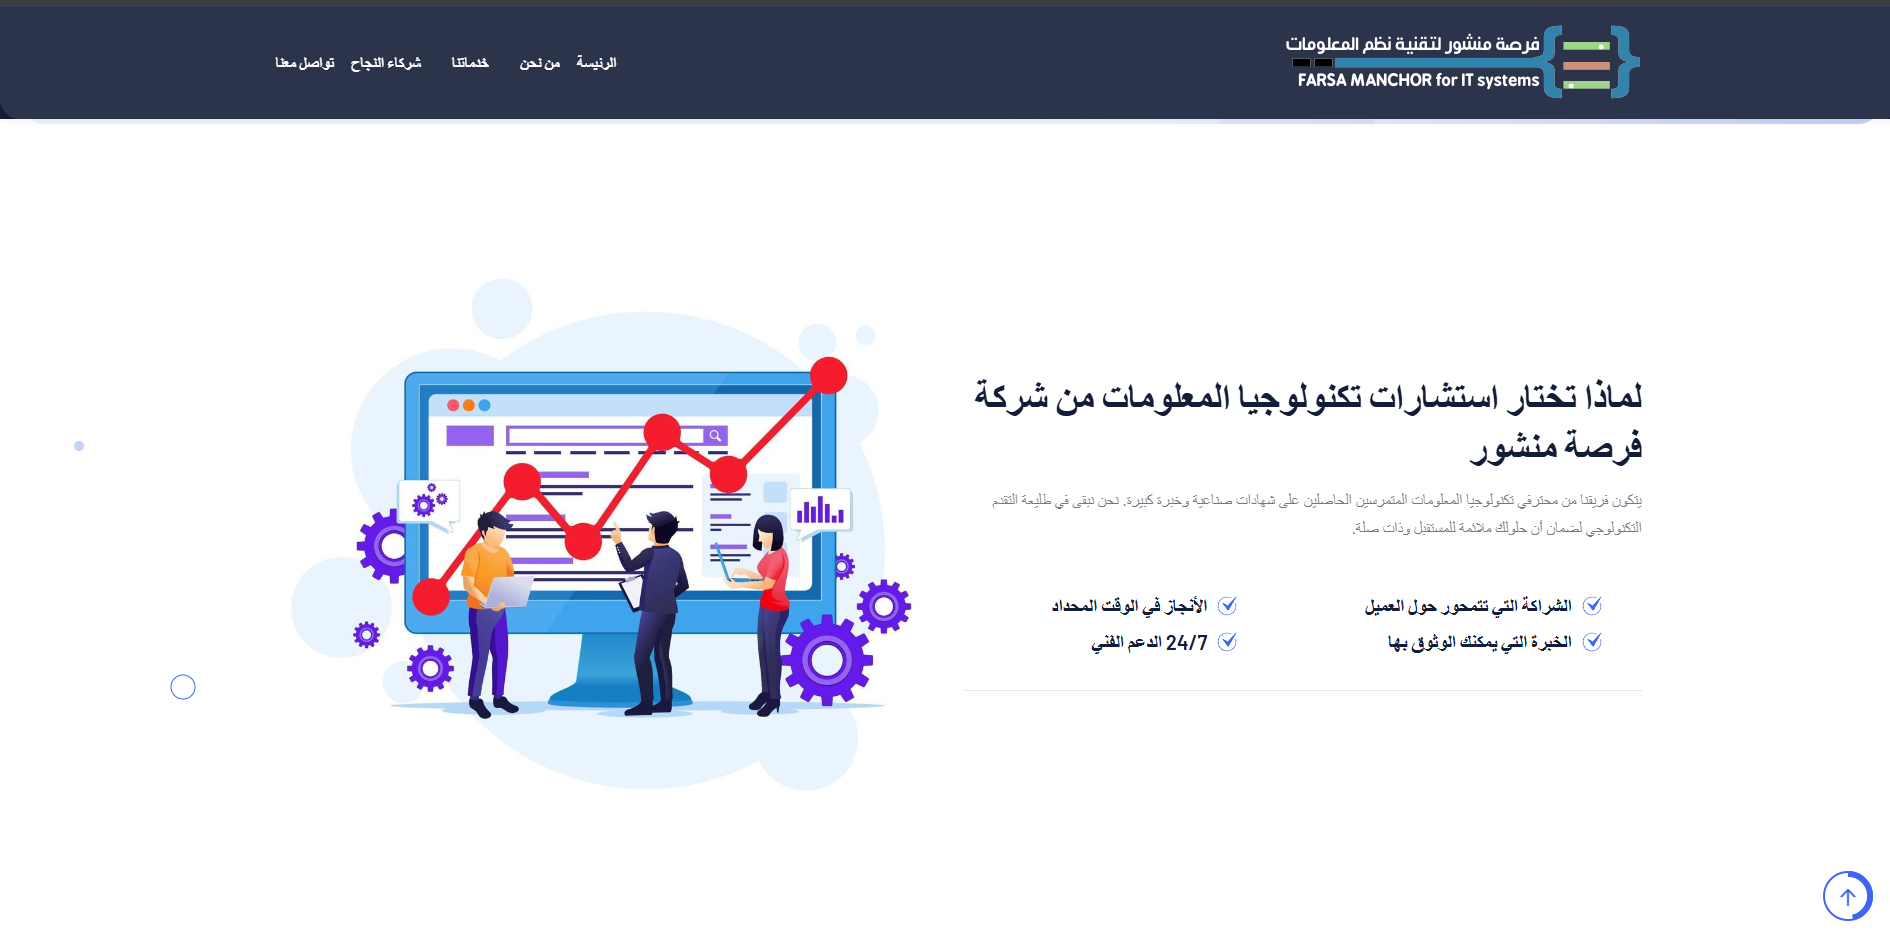 فرصة منشور لتقنية نظم المعلومات
FARSA MANCHOR for IT systems
الرئيسة من نحن خدماتنا شركاء النجاح تواصل معنا
لماذا تختار استشارات تكنولوجيا المعلومات من شركة
فرصة منشور
يتكون فريقنا من محترفي تكنولوجيا المعلومات المتمرسين الحاصلين على شهادات صناعية وخبرة كبيرة. نحن نبقى في طليعة التقدم
التكنولوجي لضمان أن حلولك ملائمة للمستقبل وذات صلة.
الشراكة التي تتمحور حول العميل
الأنجاز في الوقت المحداد
الخبرة التي يمكنك الوثوق بها
24/7 الدعم الفني